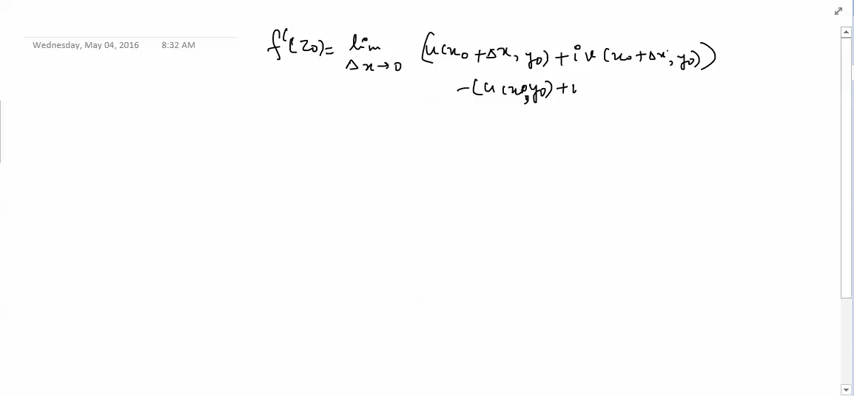 Wednesday, May 04, 2016 8:32 AM
f'(z₀) = lim Δx→0 (u(x₀+Δx, y₀) + i v(x₀+Δx, y₀))
-(u(x₀, y₀) + i